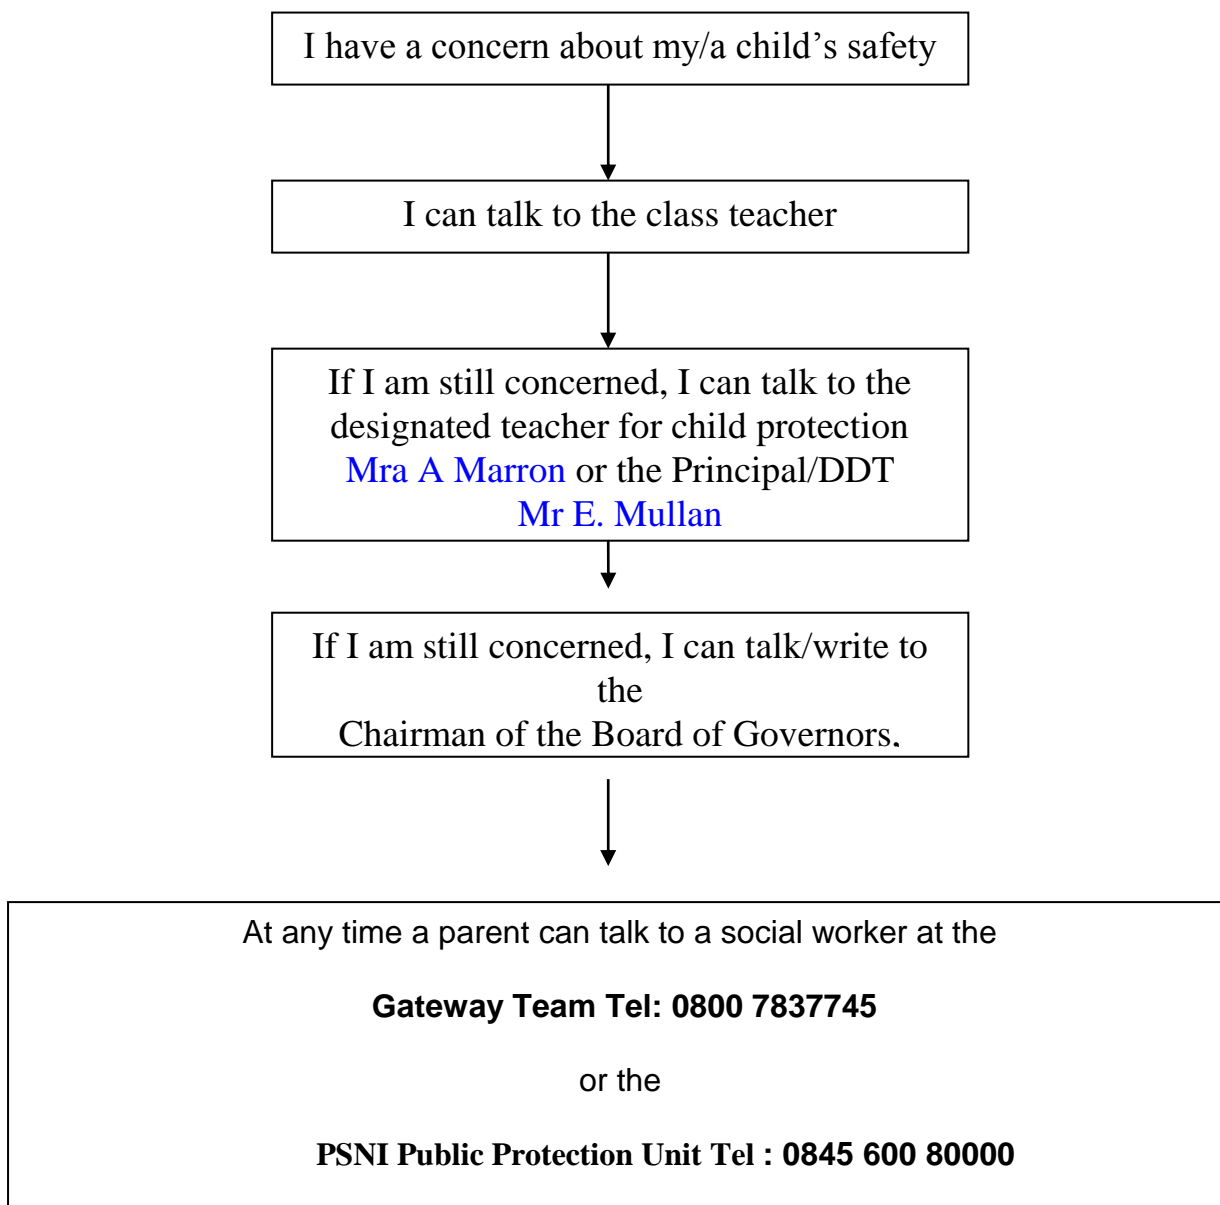 I have a concern about my/a child’s safety
I can talk to the class teacher
If I am still concerned, I can talk to the
designated teacher for child protection
Mra A Marron or the Principal/DDT
Mr E. Mullan
If I am still concerned, I can talk/write to
the
Chairman of the Board of Governors.
At any time a parent can talk to a social worker at the
Gateway Team Tel: 0800 7837745
or the
PSNI Public Protection Unit Tel : 0845 600 80000